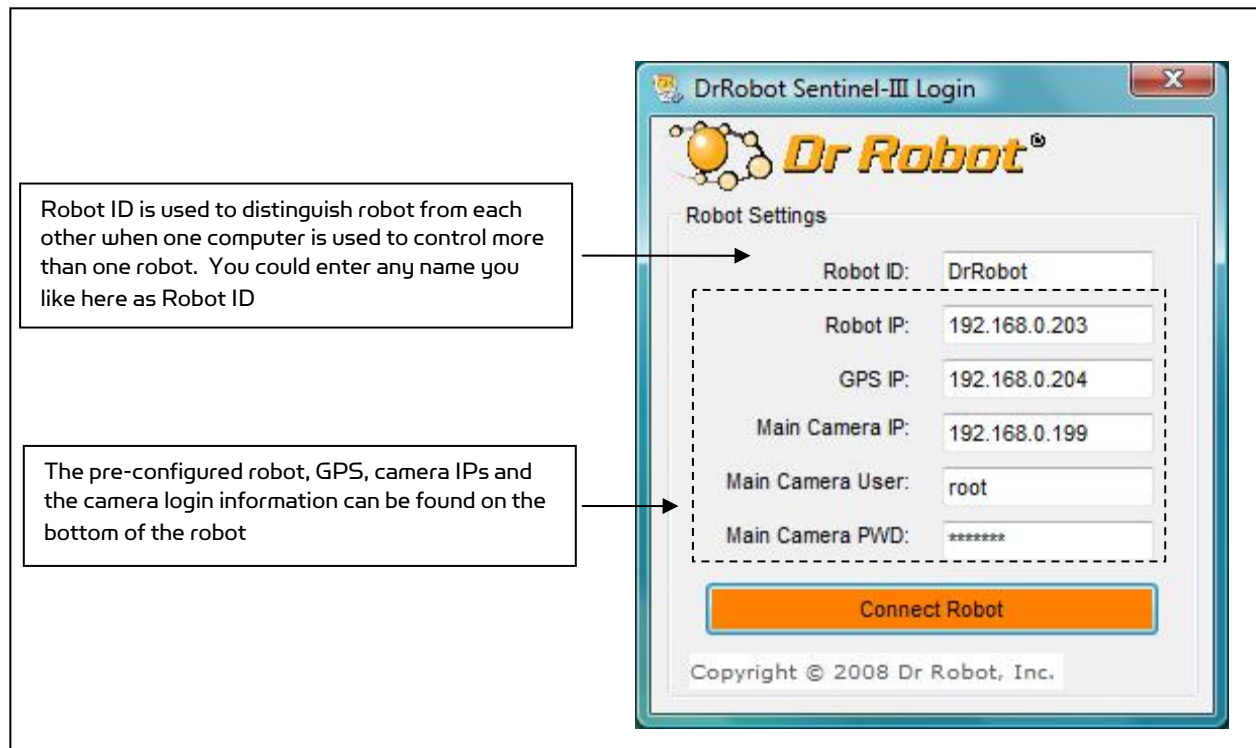 DrRobot Sentinel-III Login
X
Dr Robot®
Robot Settings
Robot ID is used to distinguish robot from each
other when one computer is used to control more
than one robot. You could enter any name you
like here as Robot ID
Robot ID: DrRobot
Robot IP: 192.168.0.203
GPS IP: 192.168.0.204
Main Camera IP: 192.168.0.199
The pre-configured robot, GPS, camera IPs and
the camera login information can be found on the
bottom of the robot
Main Camera User: root
Main Camera PWD: *******
Connect Robot
Copyright © 2008 Dr Robot, Inc.